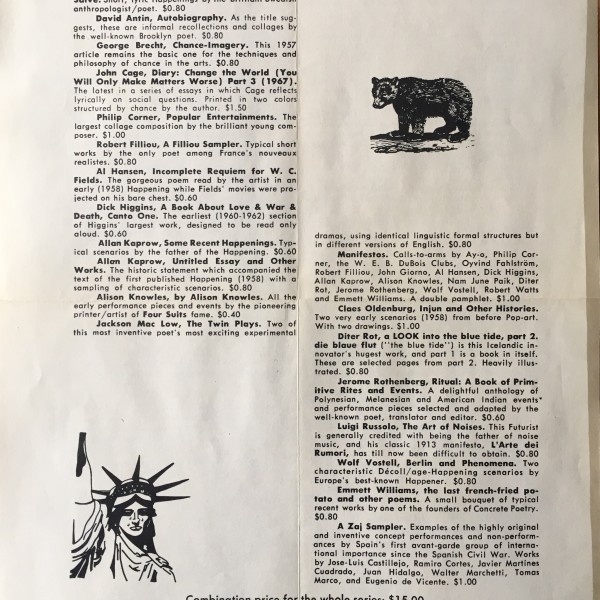 anthropologist/poet. $0.80
David Antin, Autobiography. As the title sug-
gests, these are informal recollections and collages by
the well-known Brooklyn poet. $0.80
George Brecht, Chance-Imagery. This 1957
article remains the basic one for the techniques and
philosophy of chance in the arts. $0.80
John Cage, Diary: Change the World (You
Will Only Make Matters Worse) Part 3 (1967).
The latest in a series of essays in which Cage reflects
lyrically on social questions. Printed in two colors
structured by chance by the author. $1.50
Philip Corner, Popular Entertainments. The
largest collage composition by the brilliant young com-
poser. $1.00
Robert Filliou, A Filliou Sampler. Typical short
works by the only poet among France's nouveaux
realistes. $0.80
Al Hansen, Incomplete Requiem for W. C.
Fields. The gorgeous poem read by the artist in an
early (1958) Happening while Fields' movies were pro-
jected on his bare chest. $0.60
Dick Higgins, A Book About Love & War &
Death, Canto One. The earliest (1960-1962) section
of Higgins' largest work, designed to be read only
aloud. $0.60
Allan Kaprow, Some Recent Happenings. Typ-
ical scenarios by the father of the Happening. $0.60
Allan Kaprow, Untitled Essay and Other
Works. The historic statement which accompanied the
text of the first published Happening (1958) with a
sampling of characteristic scenarios. $0.80
Alison Knowles, by Alison Knowles. All the
early performance pieces and events by the pioneering
printer/artist of Four Suits fame. $0.40
Jackson Mac Low, The Twin Plays. Two of
this most inventive poet's most exciting experimental
dramas, using identical linguistic formal structures but
in different versions of English. $0.80
Manifestos. Calls-to-arms by Ay-o, Philip Cor-
ner, the W. E. B. DuBois Clubs, Oyvind Fahlström,
Robert Filliou, John Giorno, Al Hansen, Dick Higgins,
Allan Kaprow, Alison Knowles, Nam June Paik, Diter
Rot, Jerome Rothenberg, Wolf Vostell, Robert Watts
and Emmett Williams. A double pamphlet. $1.00
Claes Oldenburg, Injun and Other Histories.
Two very early scenarios (1958) from before Pop-art.
With two drawings. $1.00
Diter Rot, a LOOK into the blue tide, part 2.
die blaue flut ("the blue tide") is this Icelandic in-
novator's hugest work, and part 1 is a book in itself.
These are selected pages from part 2. Heavily illus-
trated. $0.80
Jerome Rothenberg, Ritual: A Book of Prim-
itive Rites and Events. A delightful anthology of
Polynesian, Melanesian and American Indian events
and performance pieces selected and adapted by the
well-known poet, translator and editor. $0.60
Luigi Russolo, The Art of Noises. This Futurist
is generally credited with being the father of noise
music, and his classic 1913 manifesto, L'Arte dei
Rumori, has till now been difficult to obtain. $0.80
Wolf Vostell, Berlin and Phenomena. Two
characteristic Décoll/age-Happening scenarios by
Europe's best-known Happener. $0.80
Emmett Williams, the last french-fried po-
tato and other poems. A small bouquet of typical
recent works by one of the founders of Concrete Poetry.
$0.80
A Zaj Sampler. Examples of the highly original
and inventive concept performances and non-perform-
ances by Spain's first avant-garde group of interna-
tional importance since the Spanish Civil War. Works
by Jose-Luis Castillejo, Ramiro Cortes, Javier Martinez
Cuadrado, Juan Hidalgo, Walter Marchetti, Tomas
Marco, and Eugenio de Vicente. $1.00
Combination price for the whole series: $15.00